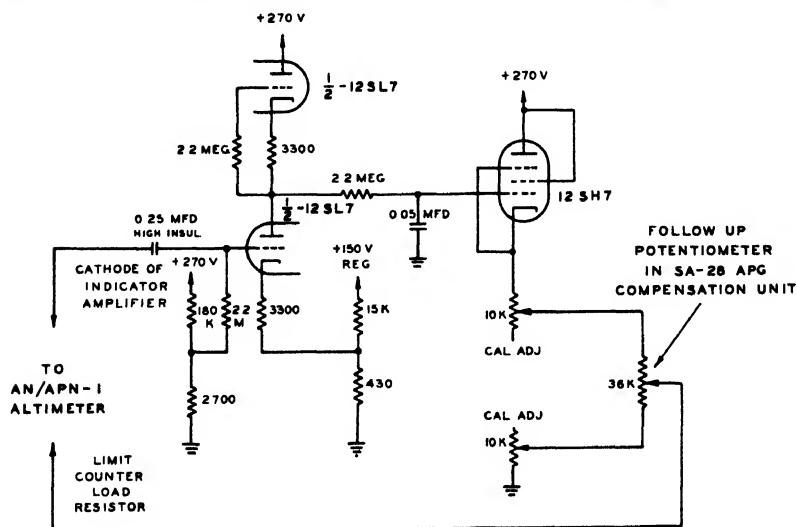 +270 V
½ -12SL7
+270 V
2.2 MEG
3300
2.2 MEG
½ -12SL7
12 SH7
0.05 MFD
0.25 MFD
HIGH INSUL.
+270 V
CATHODE OF
INDICATOR
AMPLIFIER
+150 V
REG
FOLLOW UP
POTENTIOMETER
IN SA-28 APG
COMPENSATION UNIT
180
K
2.2
M
3300
15K
10K
CAL ADJ
TO
AN/APN-1
ALTIMETER
2700
430
36K
CAL ADJ
10K
LIMIT
COUNTER
LOAD
RESISTOR